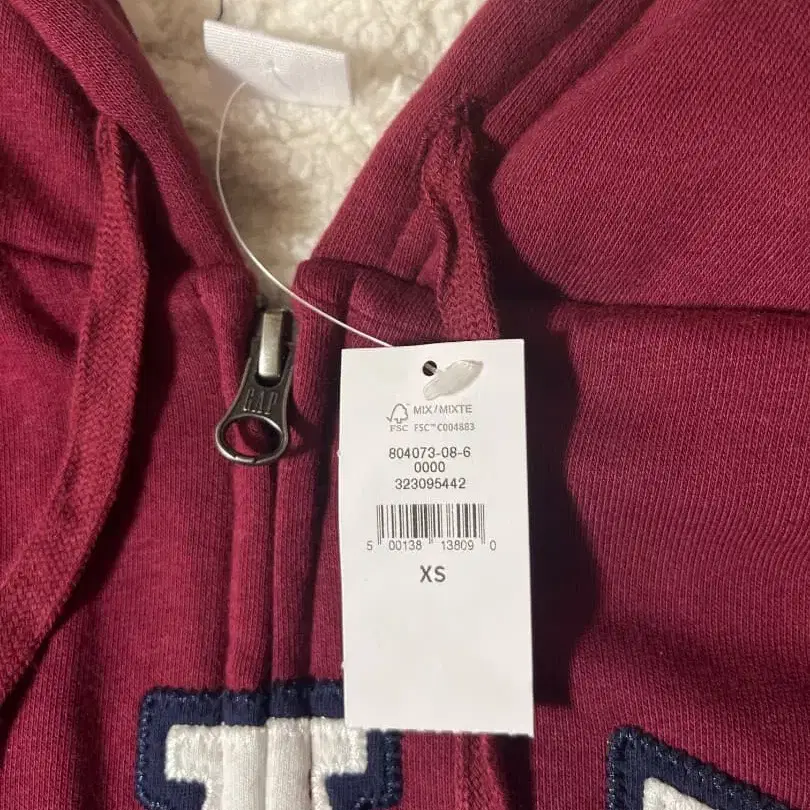 GAP
MIX/MIXTE
FSC FSC™ C004883
804073-08-6
0000
323095442
5 00138 13809 0
XS